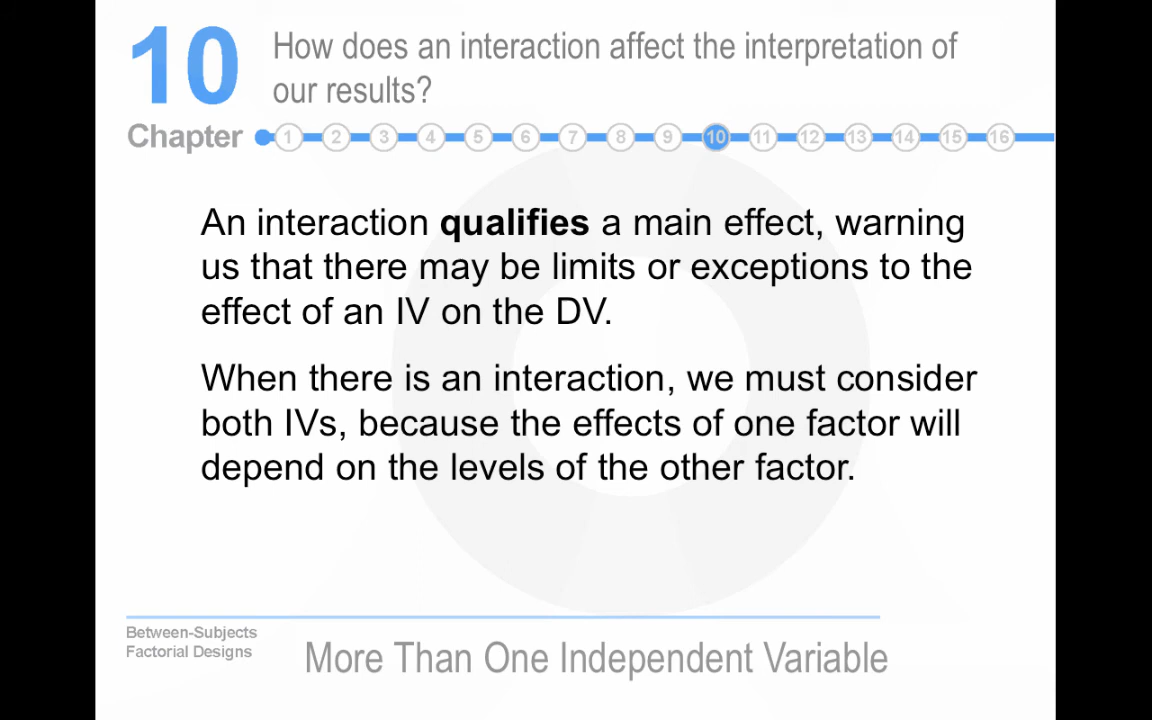 10
How does an interaction affect the interpretation of
our results?
Chapter 1 2 3 4 5 6 7 8 9 10 11 12 13 14 15 16
An interaction qualifies a main effect, warning
us that there may be limits or exceptions to the
effect of an IV on the DV.
When there is an interaction, we must consider
both IVs, because the effects of one factor will
depend on the levels of the other factor.
Between-Subjects
Factorial Designs
More Than One Independent Variable